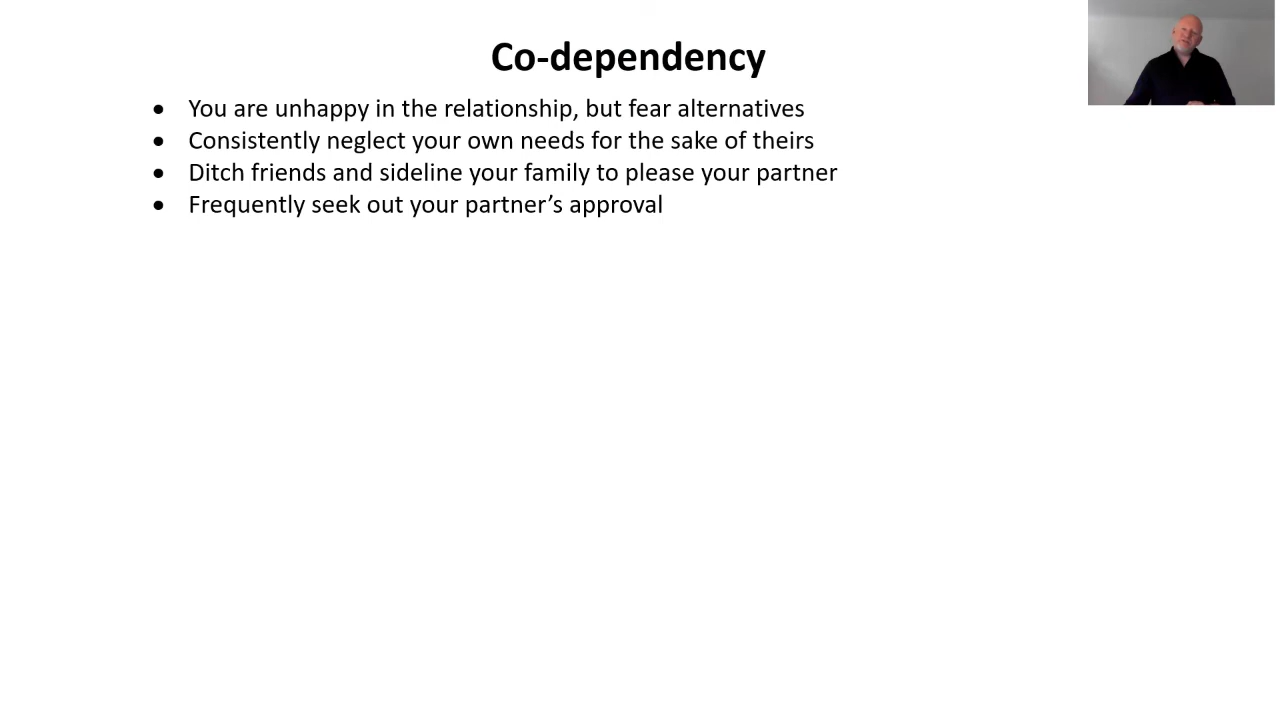 Co-dependency
• You are unhappy in the relationship, but fear alternatives
• Consistently neglect your own needs for the sake of theirs
• Ditch friends and sideline your family to please your partner
• Frequently seek out your partner’s approval